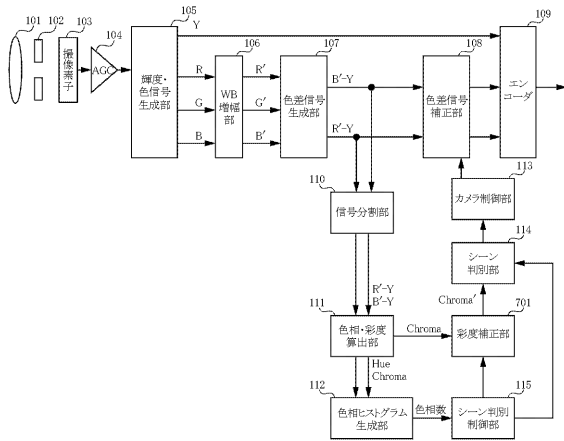 101
102
103
104
105
Y
106
107
108
109
撮像素子
AGC
輝度・
色信号
生成部
R
G
B
WB
増幅
部
R′
G′
B′
色差信号
生成部
B′-Y
R′-Y
色差信号
補正部
エン
コーダ
110
信号分割部
113
カメラ制御部
114
シーン
判別部
R′-Y
B′-Y
Chroma′
111
色相・彩度
算出部
Chroma
701
彩度補正部
Hue
Chroma
112
色相ヒストグラム
生成部
色相数
115
シーン判別
制御部